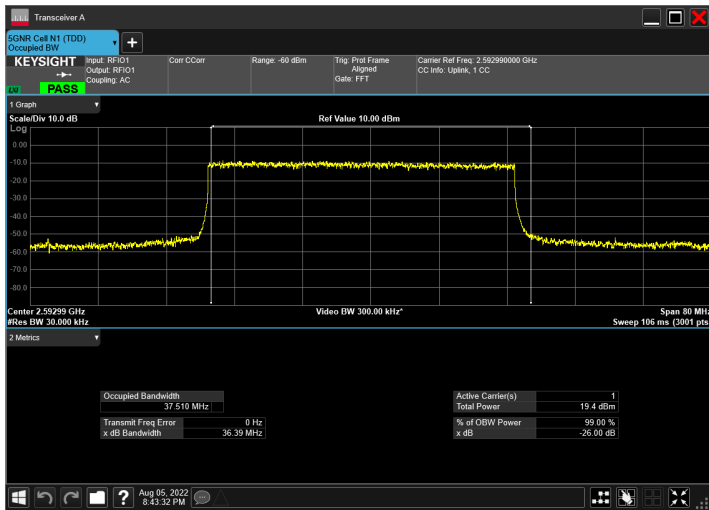 Transceiver A
5GNR Cell N1 (TDD)
Occupied BW
KEYSIGHT
Input: RFIO1
Output: RFIO1
Coupling: AC
Corr CCorr
Range: -60 dBm
Trig: Prot Frame
Aligned
Gate: FFT
Carrier Ref Freq: 2.592990000 GHz
CC Info: Uplink, 1 CC
PASS
1 Graph
Scale/Div 10.0 dB
Ref Value 10.00 dBm
Log
0.00
-10.0
-20.0
-30.0
-40.0
-50.0
-60.0
-70.0
-80.0
Center 2.59299 GHz
Video BW 300.00 kHz*
Span 80 MHz
#Res BW 30.000 kHz
Sweep 106 ms (3001 pts
2 Metrics
Occupied Bandwidth
37.510 MHz
Active Carrier(s) 1
Total Power 19.4 dBm
Transmit Freq Error 0 Hz
x dB Bandwidth 36.39 MHz
% of OBW Power 99.00 %
x dB -26.00 dB
Aug 05, 2022
8:43:32 PM